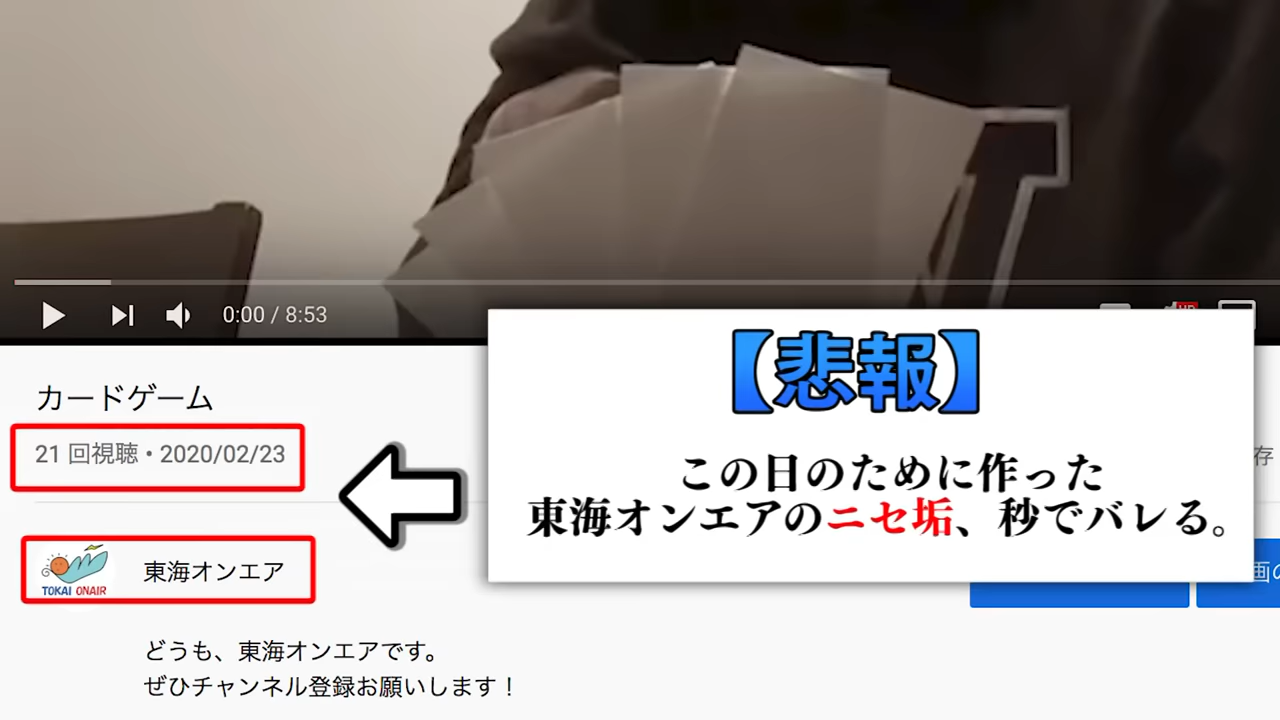 0:00 / 8:53
HD
【悲報】
カードゲーム
21 回視聴・2020/02/23
存
この日のために作った
東海オンエアのニセ垢、秒でバレる。
TOKAI ONAIR
東海オンエア
画の
どうも、東海オンエアです。
ぜひチャンネル登録お願いします！